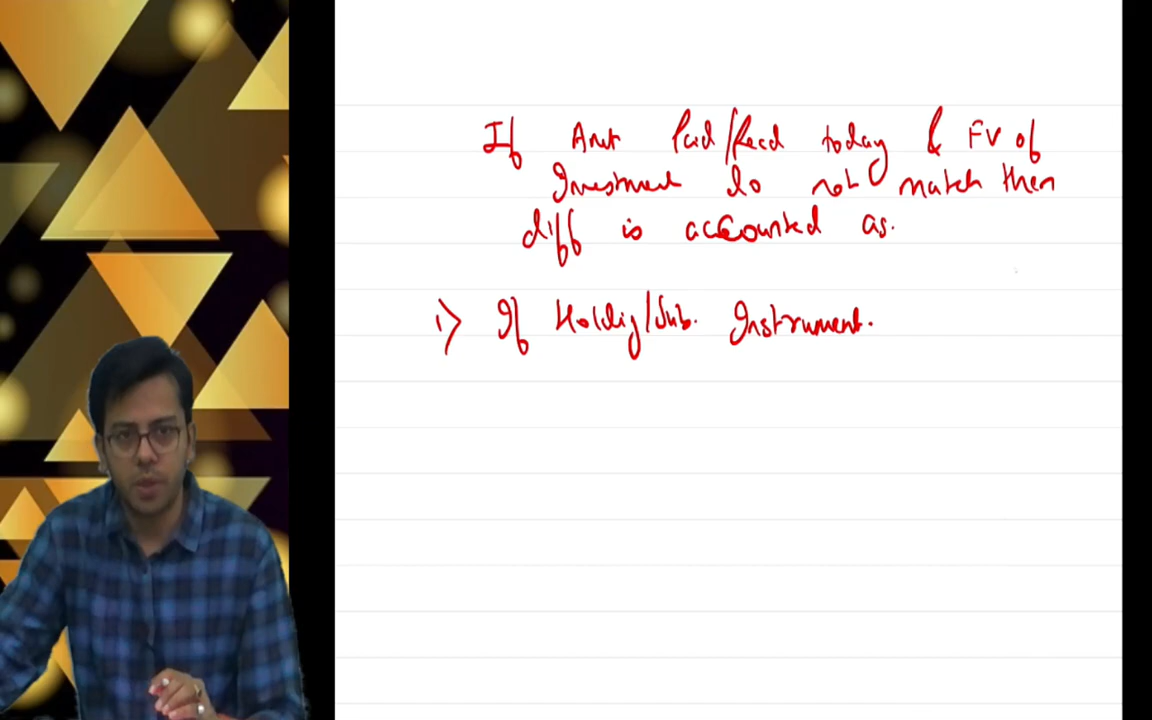 If Amt Paid/Recd today & FV of
Investment do not match then
diff is accounted as.
1) If Holdig/Sub. Instrument.